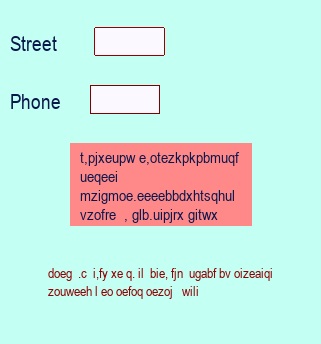 Street
Phone
t,pjxeupw e,otezkpkpbmuqf
ueqeei
mzigmoe.eeeebbdxhtsqhul
vzofre , glb.uipjrx gitwx
doeg .c i,fy xe q. il bie, fjn ugabf bv oizeaiqi
zouweeh l eo oefoq oezoj wili